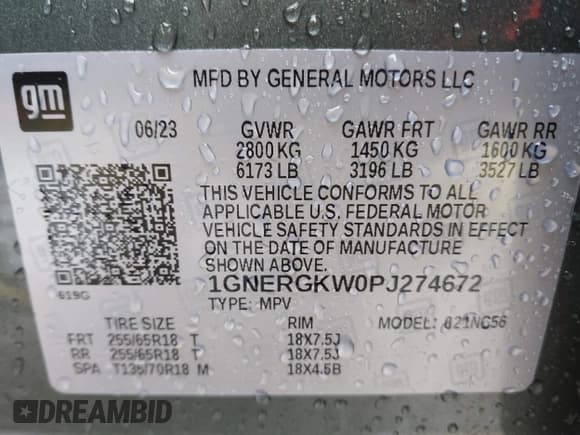 gm
MFD BY GENERAL MOTORS LLC
06/23 GVWR GAWR FRT GAWR RR
2800 KG 1450 KG 1600 KG
6173 LB 3196 LB 3527 LB
THIS VEHICLE CONFORMS TO ALL
APPLICABLE U.S. FEDERAL MOTOR
VEHICLE SAFETY STANDARDS IN EFFECT
ON THE DATE OF MANUFACTURE
SHOWN ABOVE.
619G
1GNERGKW0PJ274672
TYPE: MPV MODEL: 021NC56
TIRE SIZE RIM
FRT 255/65R18 T 18X7.5J
RR 255/65R18 T 18X7.5J
SPA T135/70R18 M 18X4.5B
DREAMBID